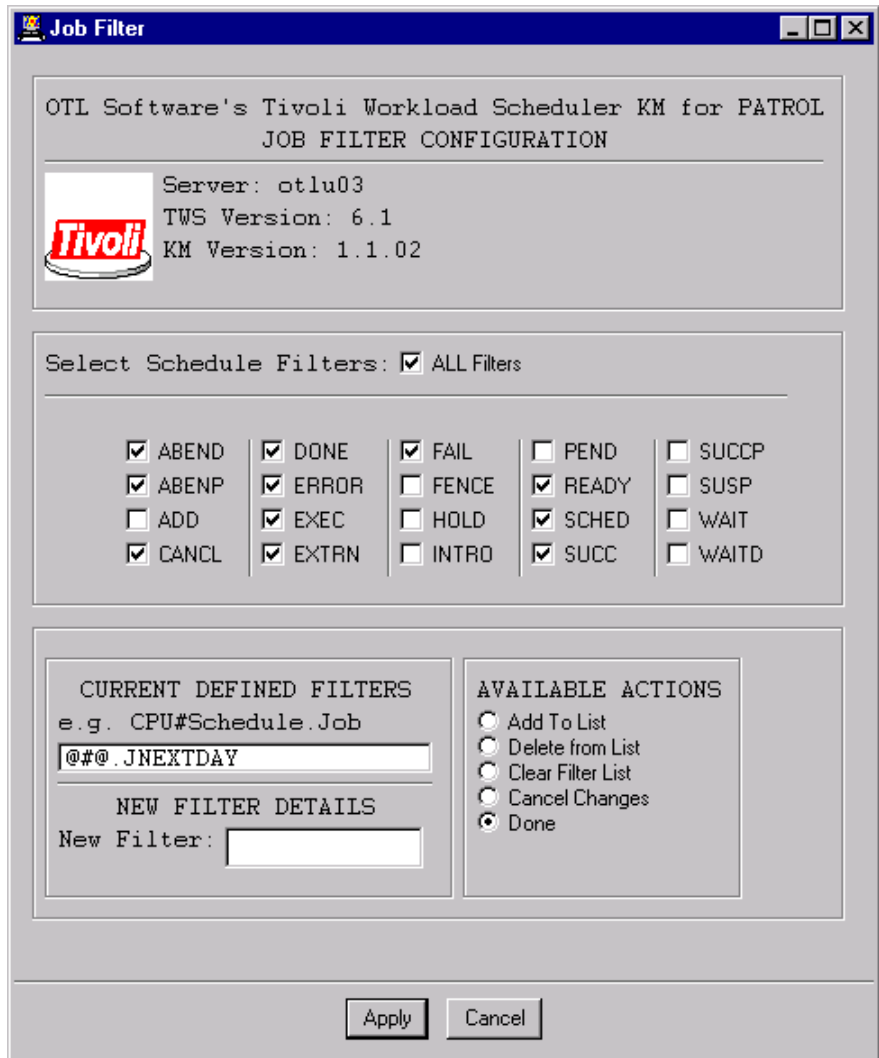 Job Filter
OTL Software's Tivoli Workload Scheduler KM for PATROL
JOB FILTER CONFIGURATION
Tivoli
Server: otlu03
TWS Version: 6.1
KM Version: 1.1.02
Select Schedule Filters: ALL Filters
ABEND DONE FAIL PEND SUCCP
ABENP ERROR FENCE READY SUSP
ADD EXEC HOLD SCHED WAIT
CANCL EXTRN INTRO SUCC WAITD
CURRENT DEFINED FILTERS
e.g. CPU#Schedule.Job
@#@.JNEXTDAY
NEW FILTER DETAILS
New Filter:
AVAILABLE ACTIONS
Add To List
Delete from List
Clear Filter List
Cancel Changes
Done
Apply Cancel